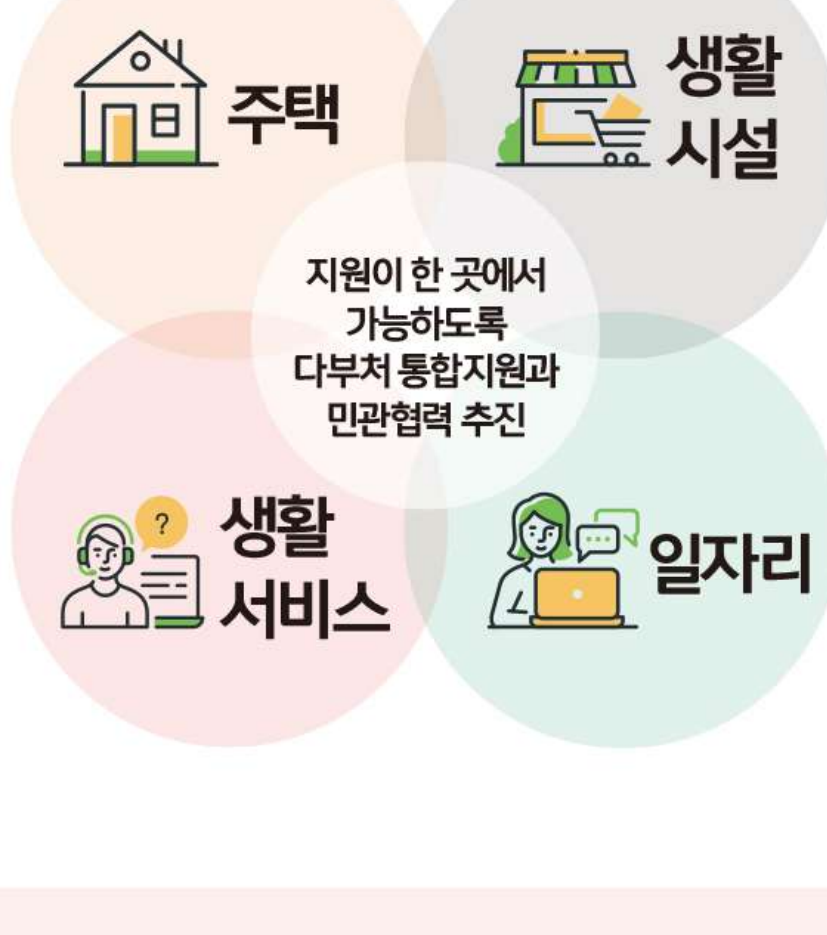 주택
생활
시설
지원이 한 곳에서
가능하도록
다부처 통합지원과
민관협력 추진
?
생활
서비스
일자리